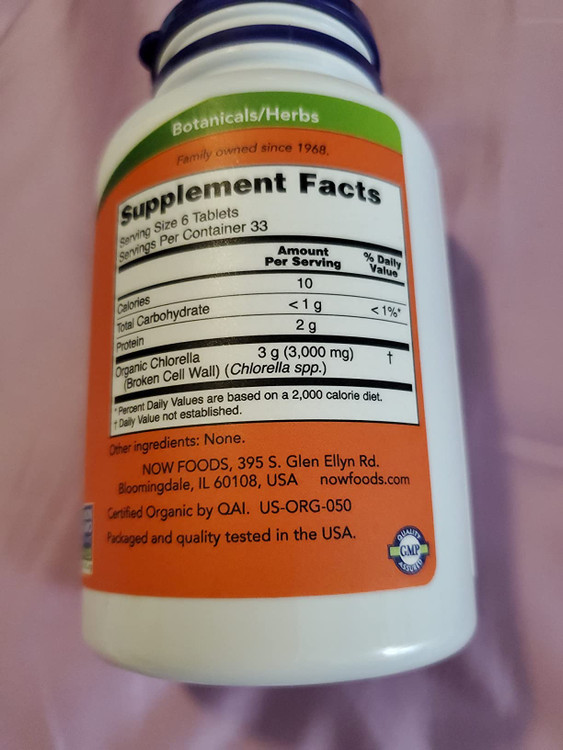 Botanicals/Herbs
Family owned since 1968.
Supplement Facts
Serving Size 6 Tablets
Servings Per Container 33
Amount Per Serving % Daily Value
Calories 10
Total Carbohydrate <1 g <1%*
Protein 2 g
Organic Chlorella 3 g (3,000 mg) †
(Broken Cell Wall) (Chlorella spp.)
* Percent Daily Values are based on a 2,000 calorie diet.
† Daily Value not established.
Other ingredients: None.
NOW FOODS, 395 S. Glen Ellyn Rd.
Bloomingdale, IL 60108, USA nowfoods.com
Certified Organic by QAI. US-ORG-050
Packaged and quality tested in the USA.
QUALITY
GMP
ASSURED